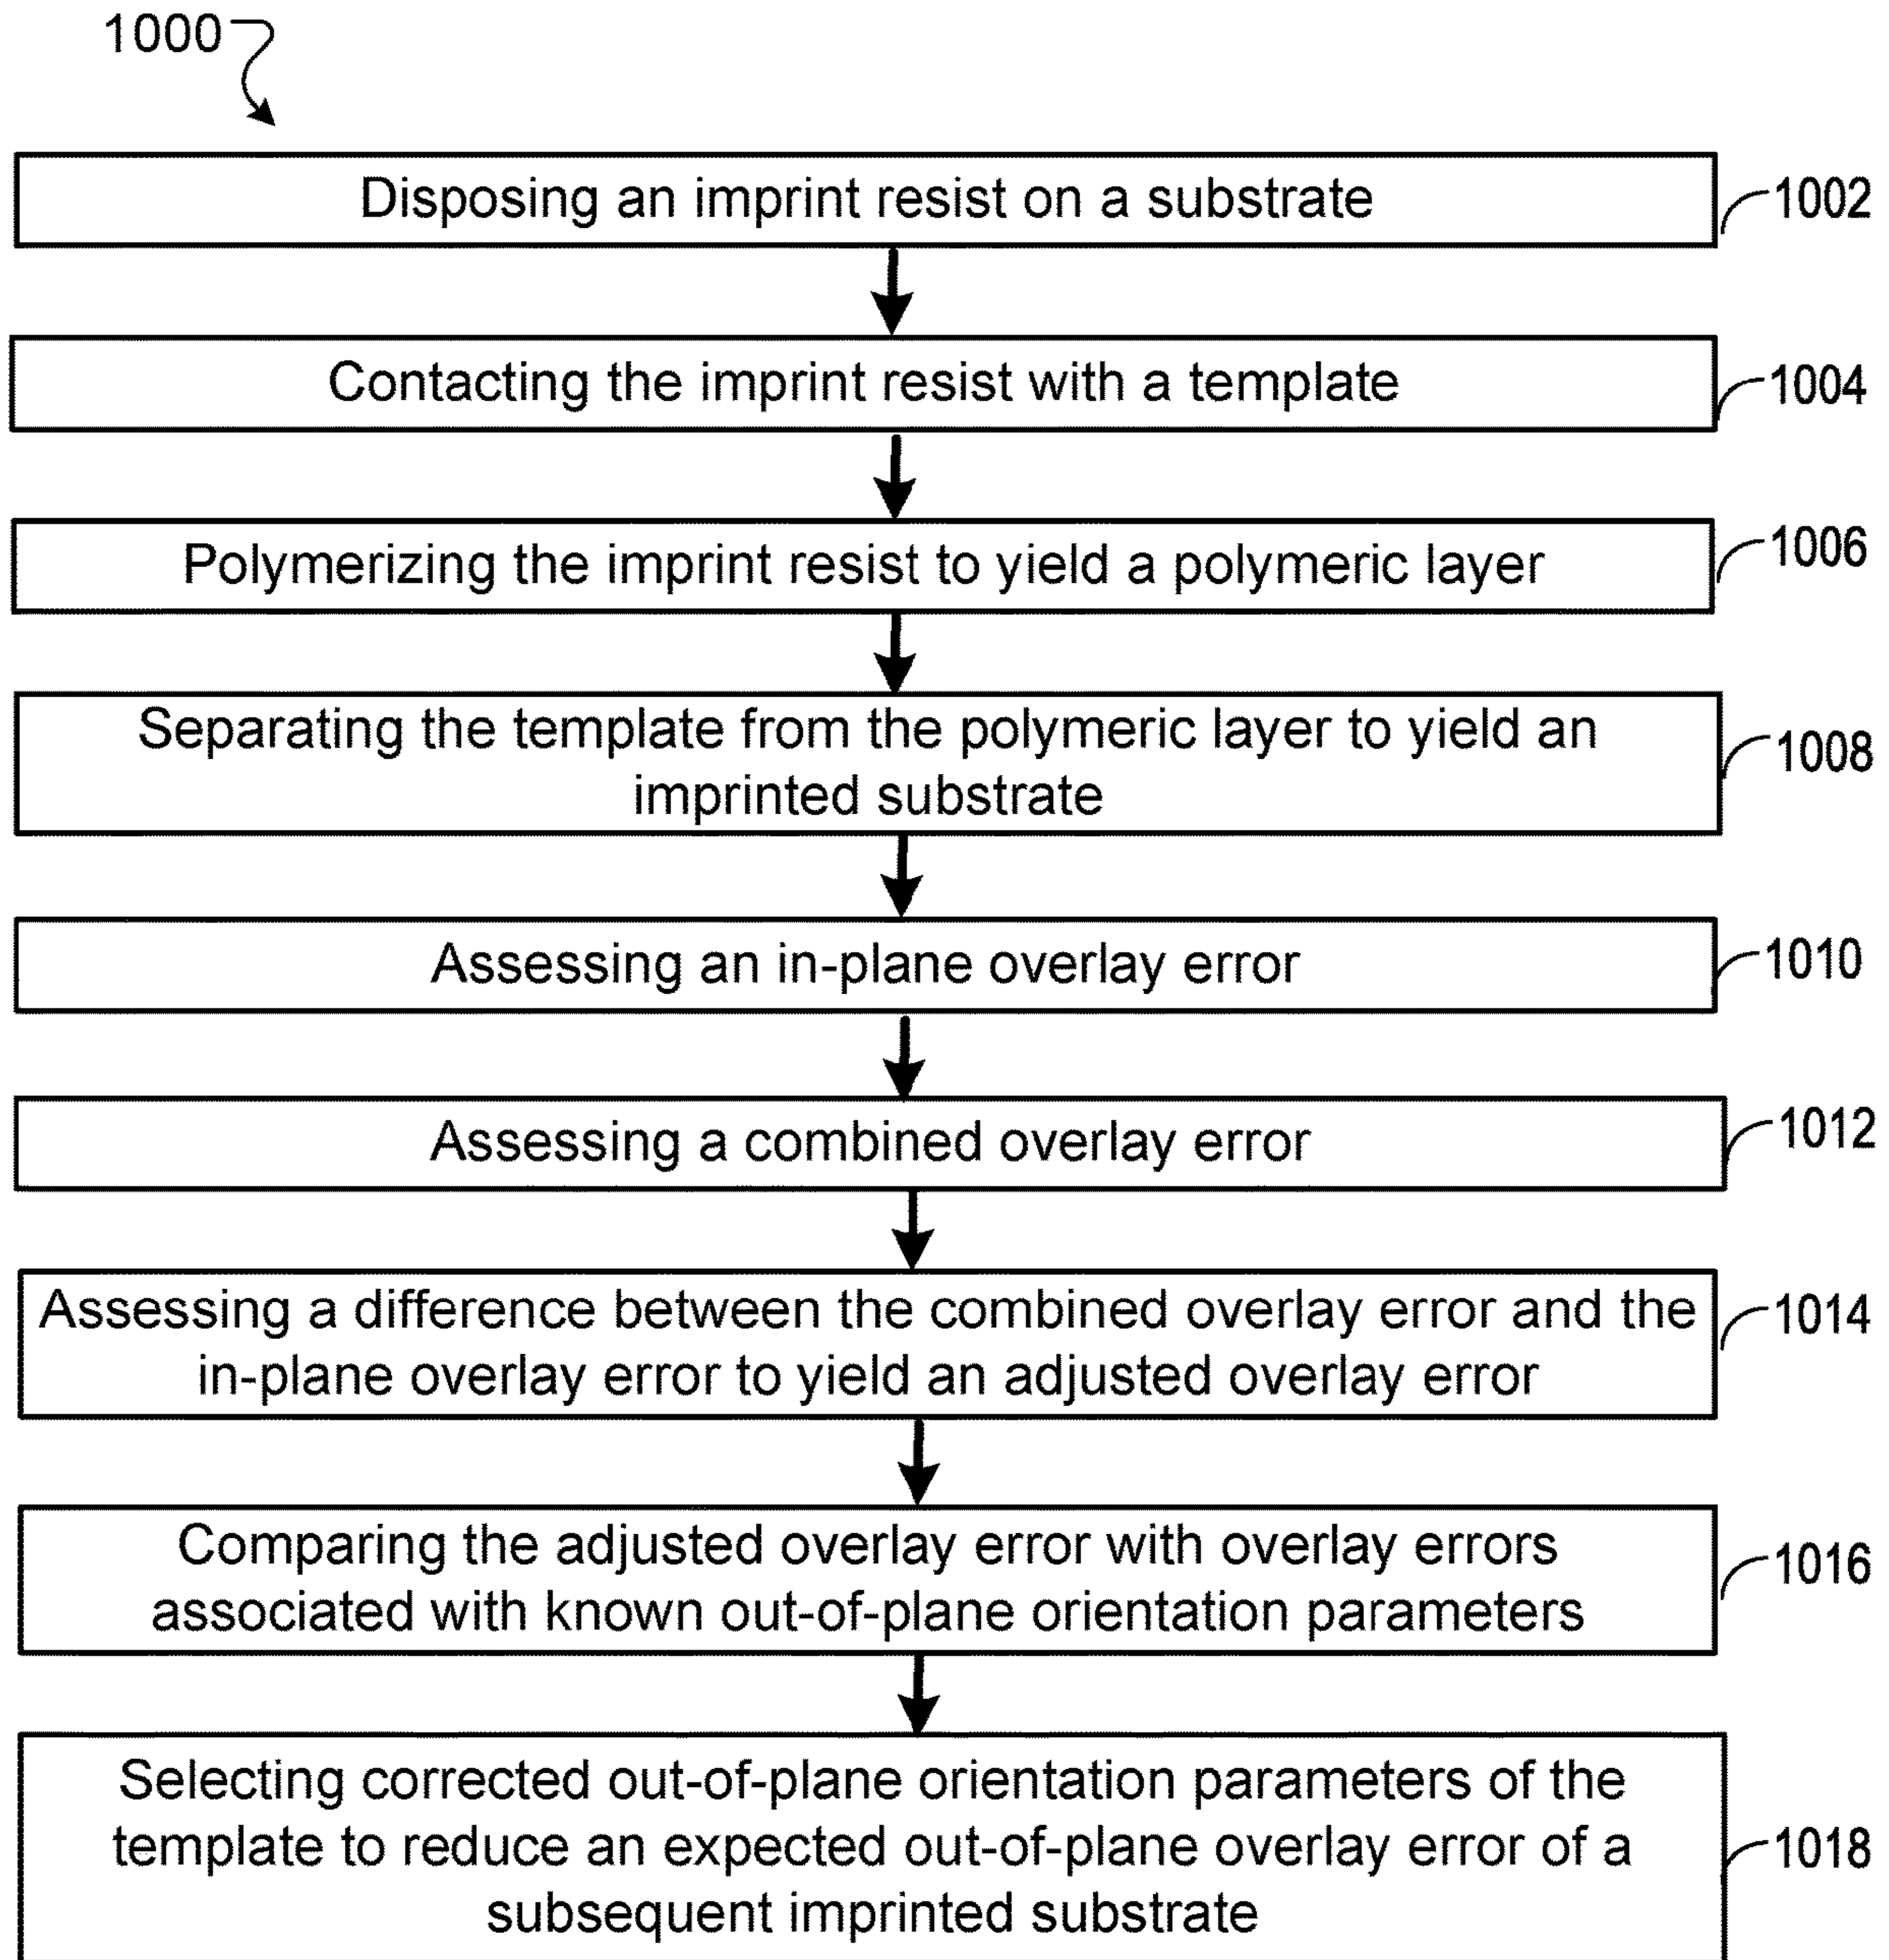 1000
Disposing an imprint resist on a substrate
1002
Contacting the imprint resist with a template
1004
Polymerizing the imprint resist to yield a polymeric layer
1006
Separating the template from the polymeric layer to yield an
imprinted substrate
1008
Assessing an in-plane overlay error
1010
Assessing a combined overlay error
1012
Assessing a difference between the combined overlay error and the
in-plane overlay error to yield an adjusted overlay error
1014
Comparing the adjusted overlay error with overlay errors
associated with known out-of-plane orientation parameters
1016
Selecting corrected out-of-plane orientation parameters of the
template to reduce an expected out-of-plane overlay error of a
subsequent imprinted substrate
1018